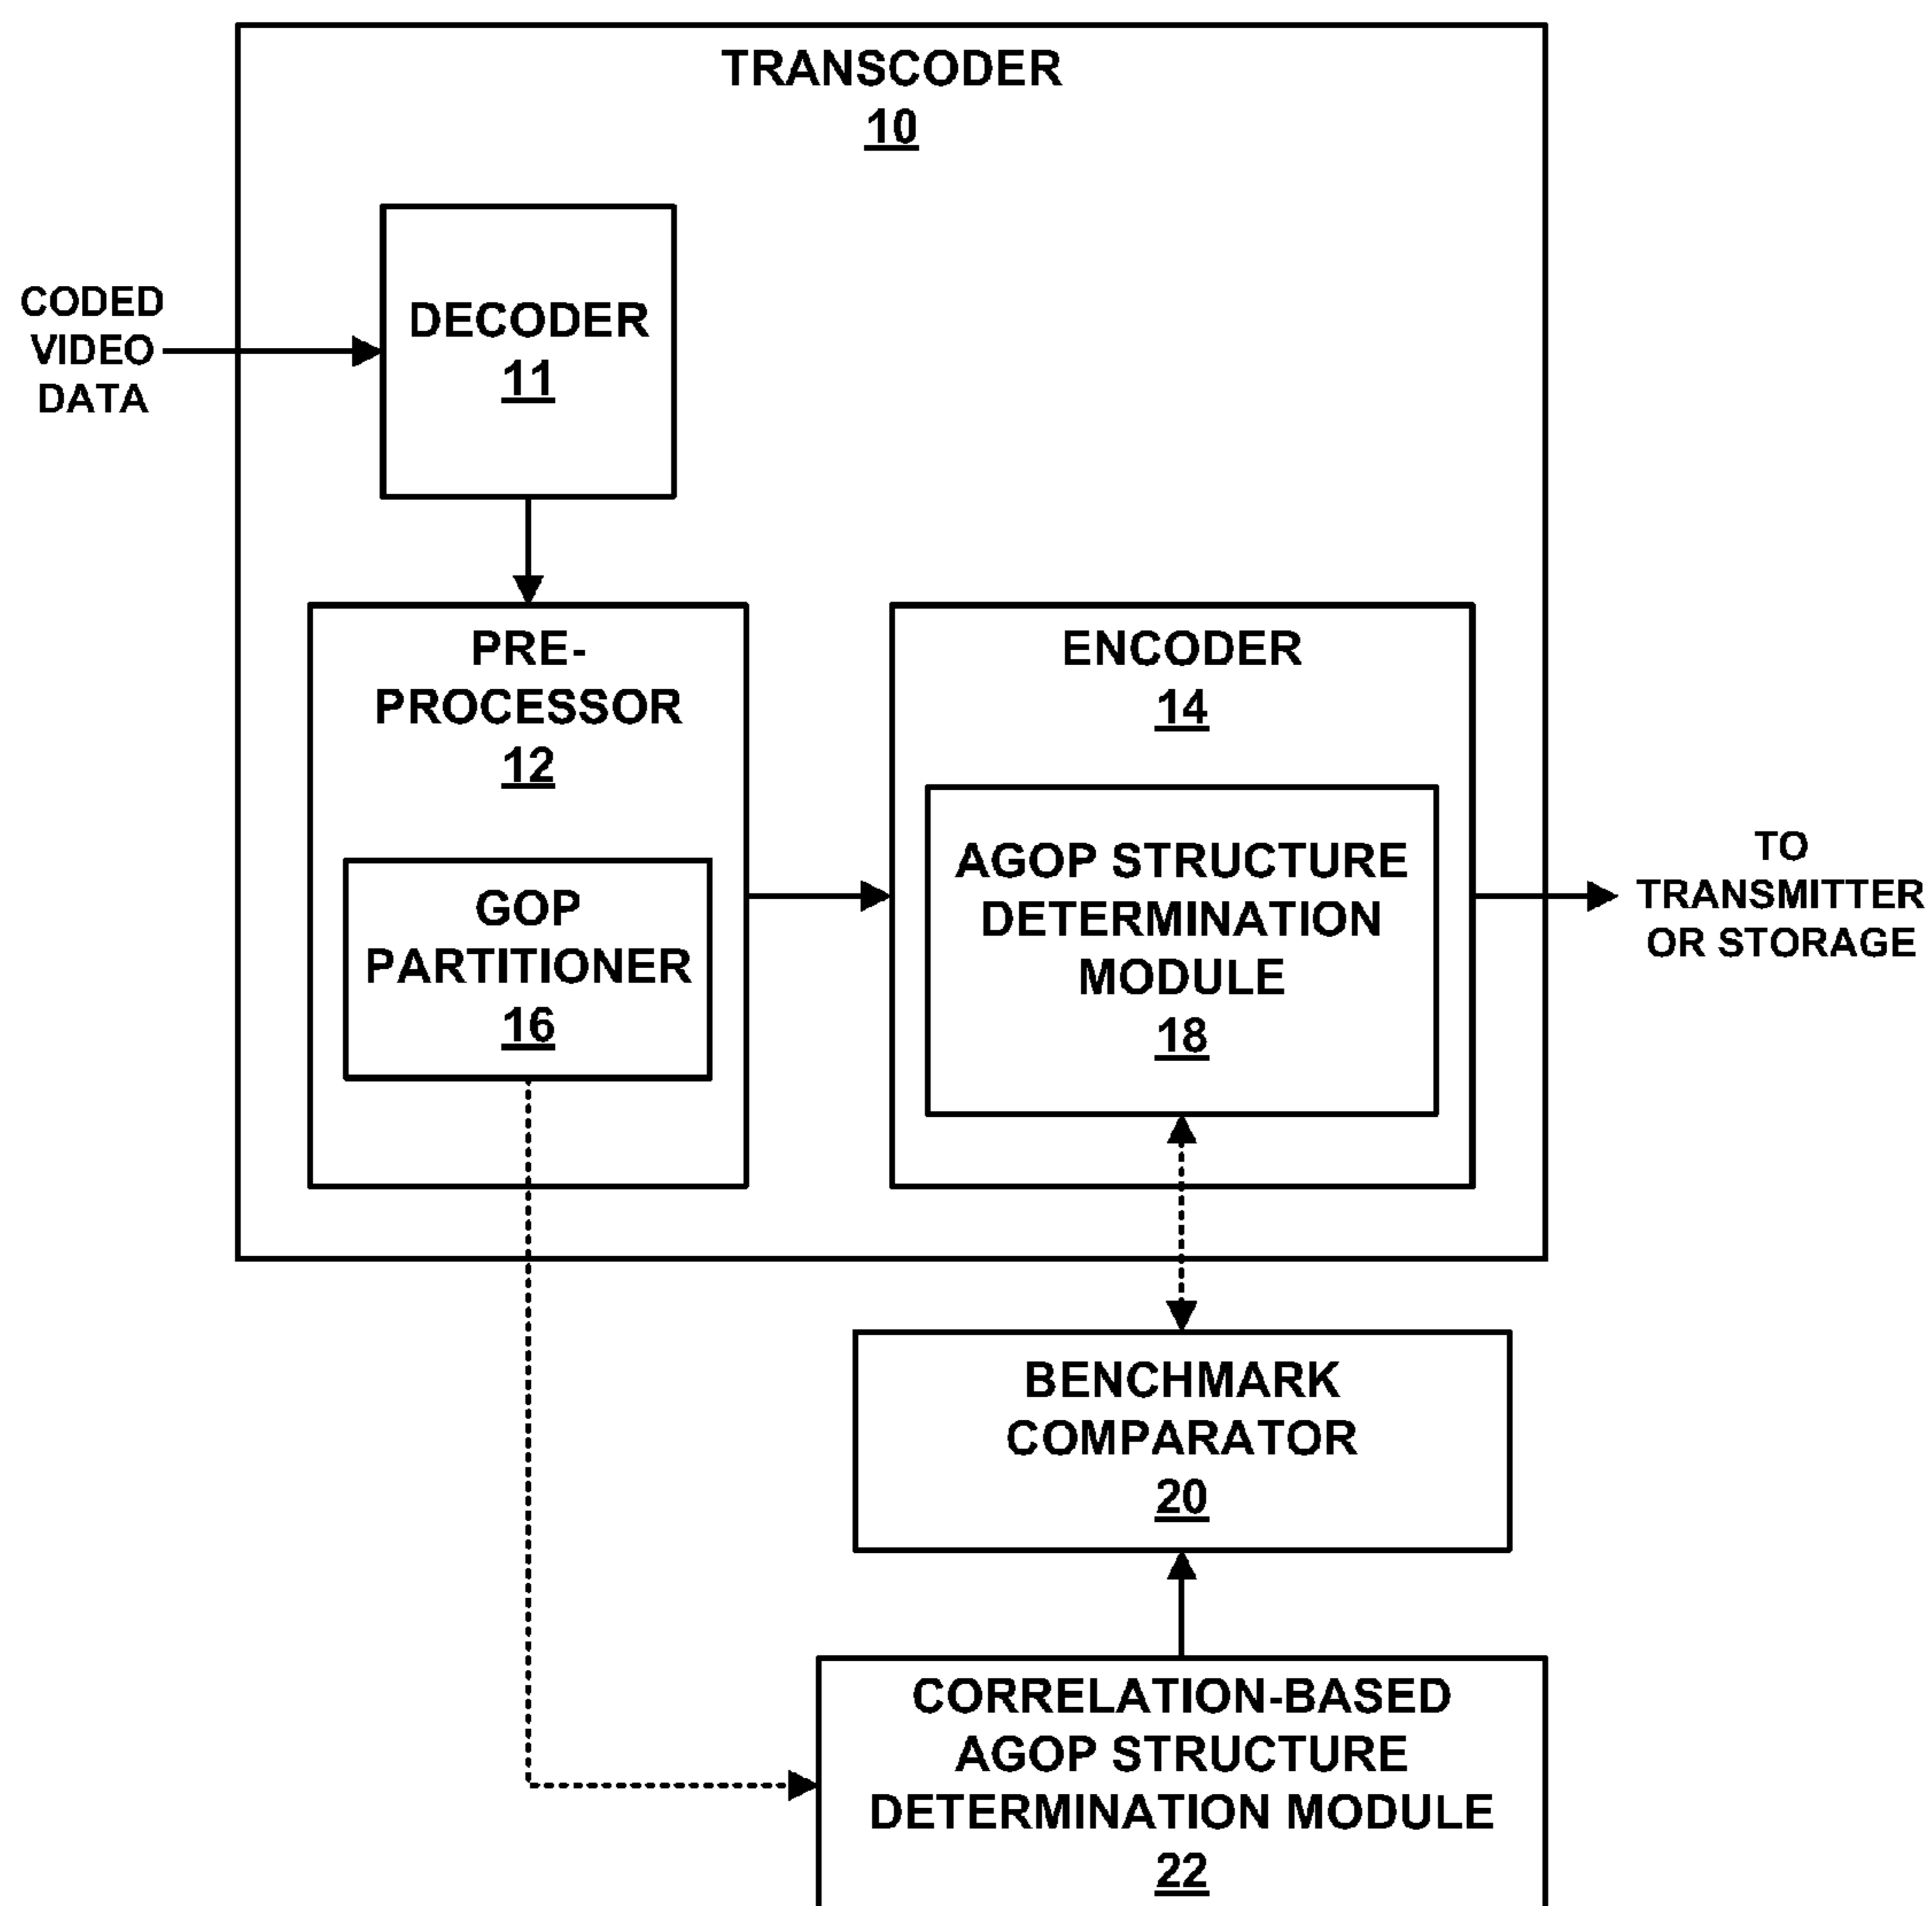 TRANSCODER
10
CODED
VIDEO
DATA
DECODER
11
PRE-
PROCESSOR
12
GOP
PARTITIONER
16
ENCODER
14
AGOP STRUCTURE
DETERMINATION
MODULE
18
TO
TRANSMITTER
OR STORAGE
BENCHMARK
COMPARATOR
20
CORRELATION-BASED
AGOP STRUCTURE
DETERMINATION MODULE
22